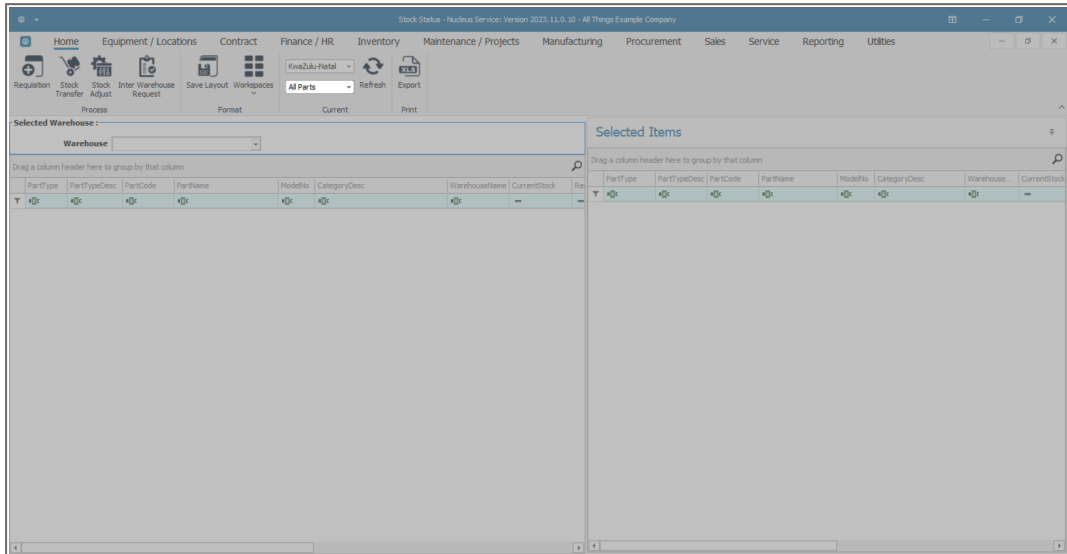 Stock Status - Nucleus Service: Version 2023.11.0.10 - All Things Example Company
Home Equipment / Locations Contract Finance / HR Inventory Maintenance / Projects Manufacturing Procurement Sales Service Reporting Utilities
KwaZulu-Natal
All Parts
Requisition Stock Transfer Stock Adjust Inter Warehouse Request Save Layout Workspaces Refresh Export
Process Format Current Print
Selected Warehouse :
Warehouse
Drag a column header here to group by that column
PartType PartTypeDesc PartCode PartName ModelNo CategoryDesc WarehouseName CurrentStock Res
Selected Items
Drag a column header here to group by that column
PartType PartTypeDesc PartCode PartName ModelNo CategoryDesc Warehouse... CurrentStock